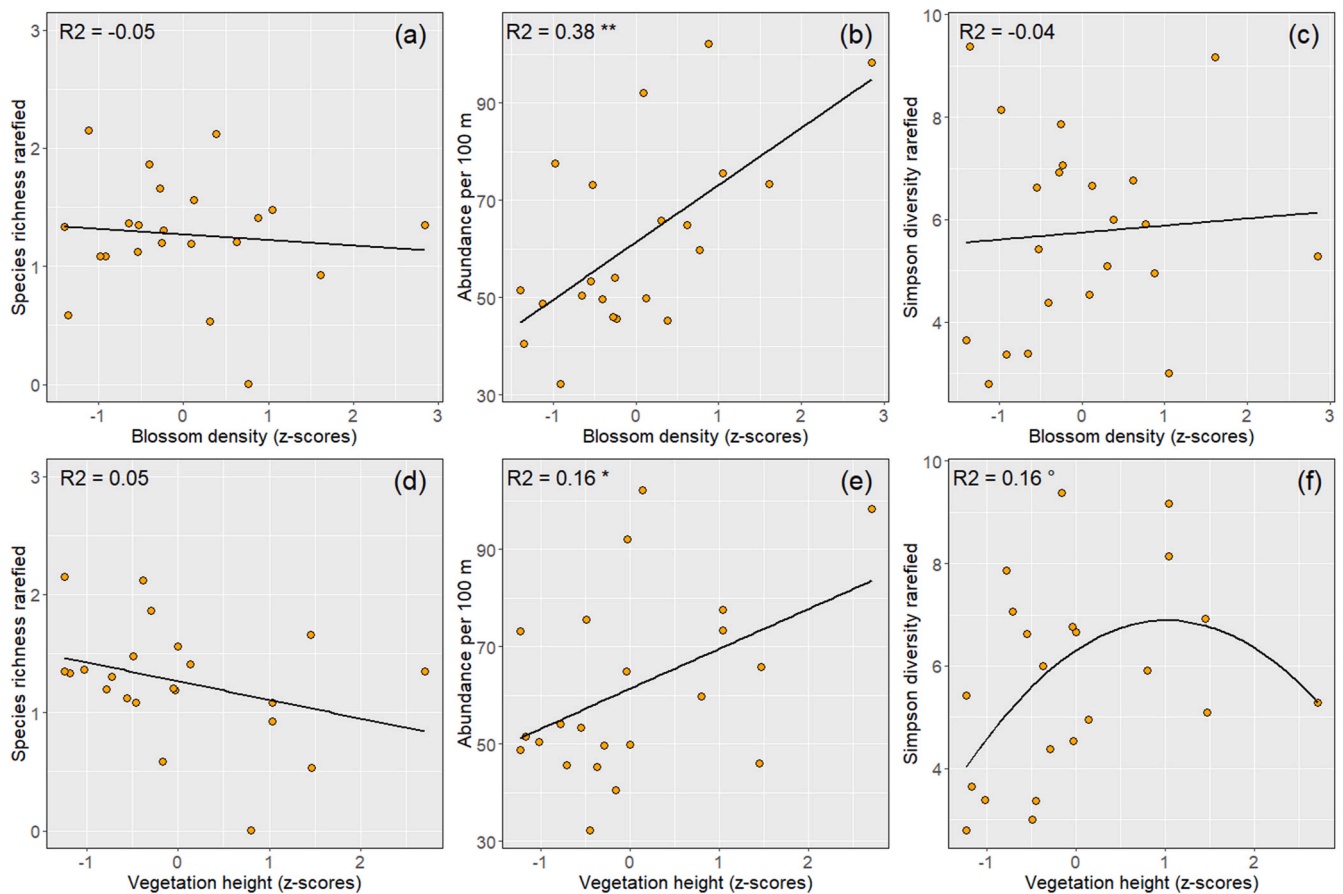 R2 = -0.05
(a)
Species richness rarefied
3
2
1
0
-1 0 1 2 3
Blossom density (z-scores)
R2 = 0.38 **
(b)
Abundance per 100 m
90
70
50
30
-1 0 1 2 3
Blossom density (z-scores)
R2 = -0.04
(c)
Simpson diversity rarefied
10
8
6
4
-1 0 1 2 3
Blossom density (z-scores)
R2 = 0.05
(d)
Species richness rarefied
3
2
1
0
-1 0 1 2
Vegetation height (z-scores)
R2 = 0.16 *
(e)
Abundance per 100 m
90
70
50
30
-1 0 1 2
Vegetation height (z-scores)
R2 = 0.16 °
(f)
Simpson diversity rarefied
10
8
6
4
-1 0 1 2
Vegetation height (z-scores)